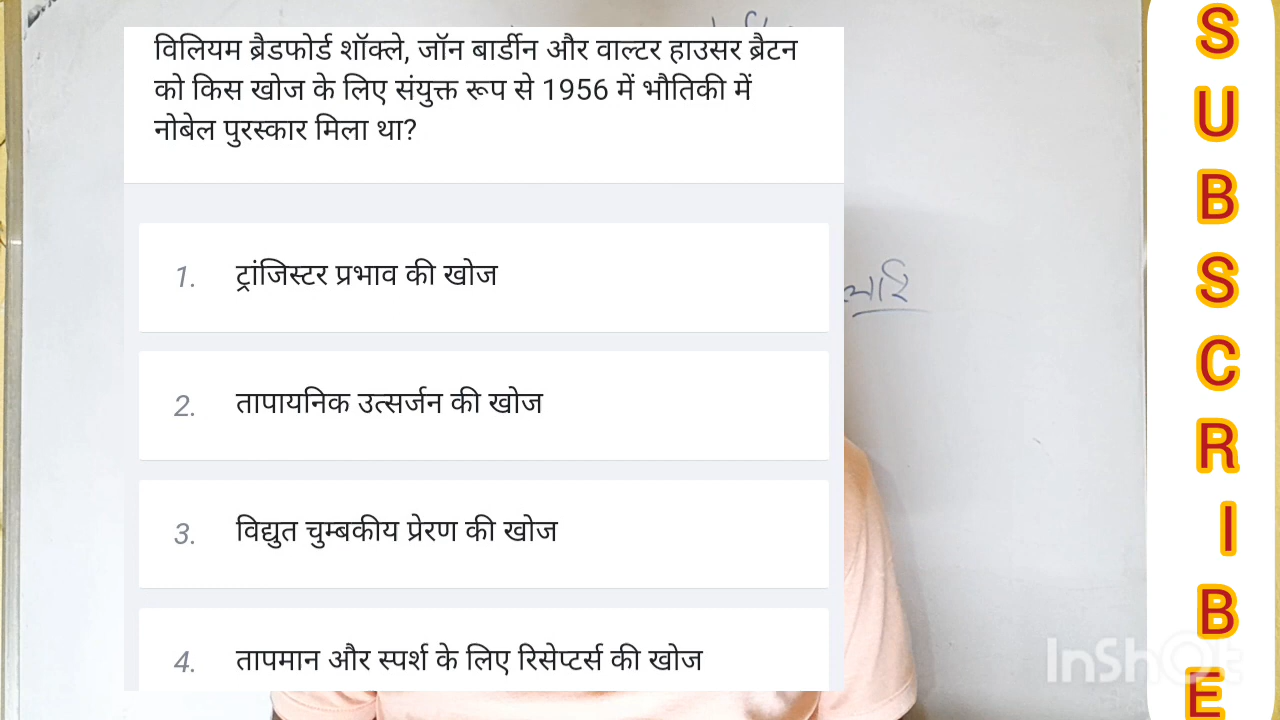 विलियम ब्रैडफोर्ड शॉक्ले, जॉन बार्डीन और वाल्टर हाउसर ब्रैटन
को किस खोज के लिए संयुक्त रूप से 1956 में भौतिकी में
नोबेल पुरस्कार मिला था?
1. ट्रांजिस्टर प्रभाव की खोज
2. तापायनिक उत्सर्जन की खोज
3. विद्युत चुम्बकीय प्रेरण की खोज
4. तापमान और स्पर्श के लिए रिसेप्टर्स की खोज
SUBSCRIBE
InShOt